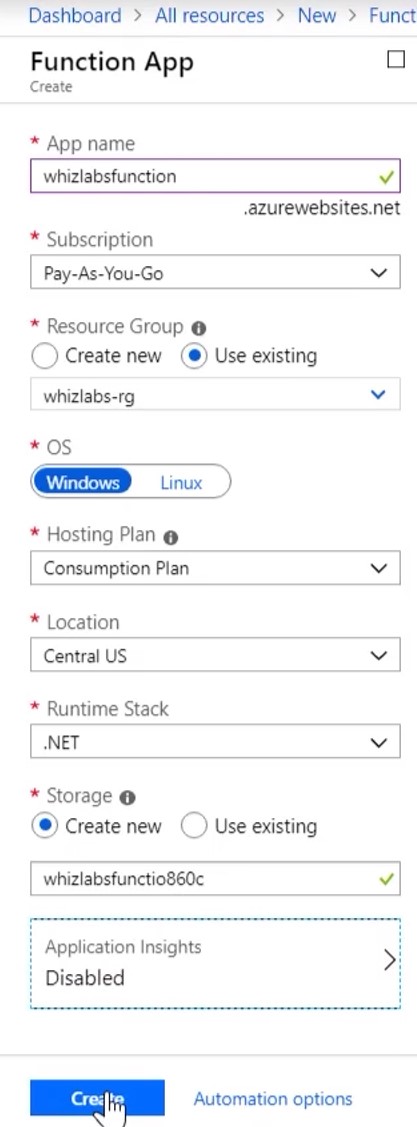 Dashboard > All resources > New > Funct
Function App
Create
* App name
whizlabsfunction
.azurewebsites.net
* Subscription
Pay-As-You-Go
* Resource Group
Create new Use existing
whizlabs-rg
* OS
Windows Linux
* Hosting Plan
Consumption Plan
* Location
Central US
* Runtime Stack
.NET
* Storage
Create new Use existing
whizlabsfunctio860c
Application Insights
Disabled
Create Automation options